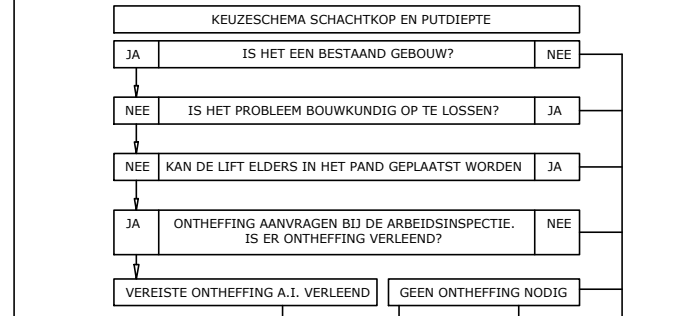 KEUZESCHEMA SCHACHTKOP EN PUTDIEPTE
JA IS HET EEN BESTAAND GEBOUW? NEE
NEE IS HET PROBLEEM BOUWKUNDIG OP TE LOSSEN? JA
NEE KAN DE LIFT ELDERS IN HET PAND GEPLAATST WORDEN JA
JA ONTHEFFING AANVRAGEN BIJ DE ARBEIDSINSPECTIE. NEE
IS ER ONTHEFFING VERLEEND?
VEREISTE ONTHEFFING A.I. VERLEEND GEEN ONTHEFFING NODIG